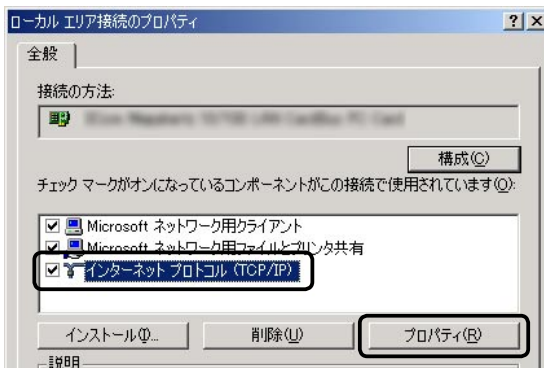 ローカル エリア接続のプロパティ
全般
接続の方法:
構成(C)
チェック マークがオンになっているコンポーネントがこの接続で使用されています(O):
Microsoft ネットワーク用クライアント
Microsoft ネットワーク用ファイルとプリンタ共有
インターネット プロトコル (TCP/IP)
インストール(I)... 削除(U) プロパティ(R)
説明